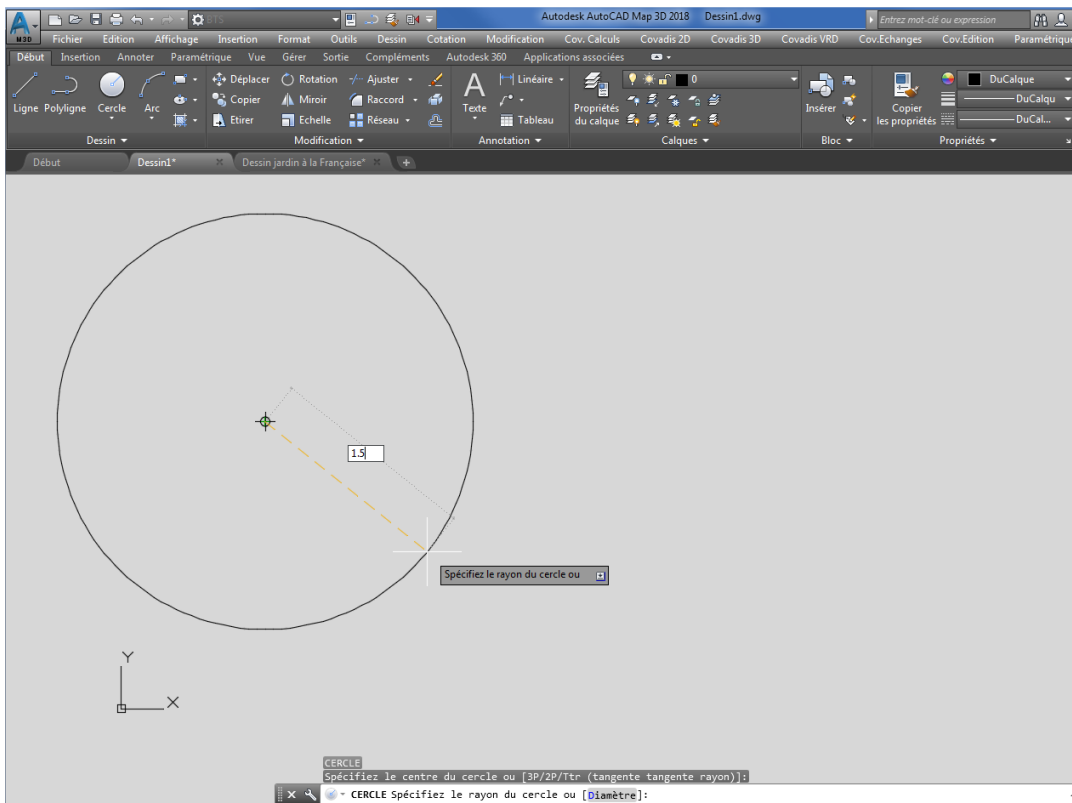 BTS Autodesk AutoCAD Map 3D 2018 Dessin1.dwg Entrez mot-clé ou expression
A
M3D Fichier Edition Affichage Insertion Format Outils Dessin Cotation Modification Cov. Calculs Covadis 2D Covadis 3D Covadis VRD Cov.Echanges Cov.Edition Paramétrique
Début Insertion Annoter Paramétrique Vue Gérer Sortie Compléments Autodesk 360 Applications associées
Ligne Polyligne Cercle Arc
Déplacer Rotation Ajuster
Copier Miroir Raccord
Etirer Echelle Réseau
A Texte
Linéaire
Tableau
Propriétés du calque
0
Insérer
Copier les propriétés
DuCalque
DuCalqu
DuCal...
Dessin Modification Annotation Calques Bloc Propriétés
Début Dessin1* Dessin jardin à la Française* +
1.5
Spécifiez le rayon du cercle ou
Y
X
CERCLE
Spécifiez le centre du cercle ou [3P/2P/Ttr (tangente tangente rayon)]:
CERCLE Spécifiez le rayon du cercle ou [Diamètre]: